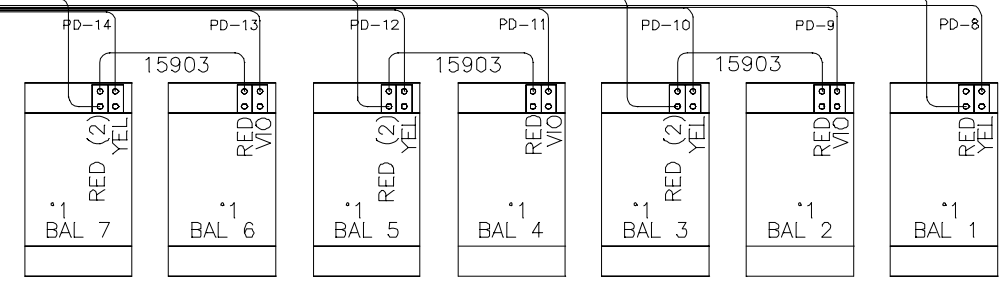 PD-14 PD-13 PD-12 PD-11 PD-10 PD-9 PD-8
15903 15903 15903
RED (2) YEL RED VIO RED (2) YEL RED VIO RED (2) YEL RED VIO RED YEL
*1 *1 *1 *1 *1 *1 *1
BAL 7 BAL 6 BAL 5 BAL 4 BAL 3 BAL 2 BAL 1